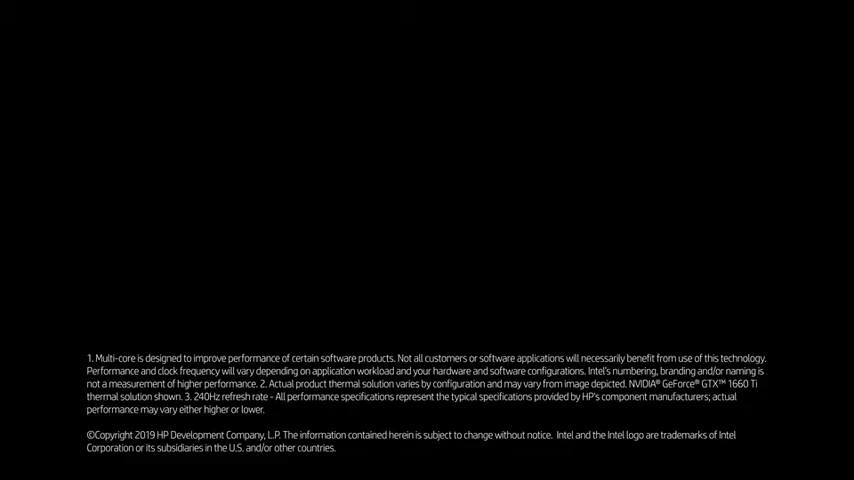 1. Multi-core is designed to improve performance of certain software products. Not all customers or software applications will necessarily benefit from use of this technology.
Performance and clock frequency will vary depending on application workload and your hardware and software configurations. Intel's numbering, branding and/or naming is
not a measurement of higher performance. 2. Actual product thermal solution varies by configuration and may vary from image depicted. NVIDIA® GeForce® GTX™ 1660 Ti
thermal solution shown. 3. 240Hz refresh rate - All performance specifications represent the typical specifications provided by HP's component manufacturers; actual
performance may vary either higher or lower.
©Copyright 2019 HP Development Company, L.P. The information contained herein is subject to change without notice. Intel and the Intel logo are trademarks of Intel
Corporation or its subsidiaries in the U.S. and/or other countries.